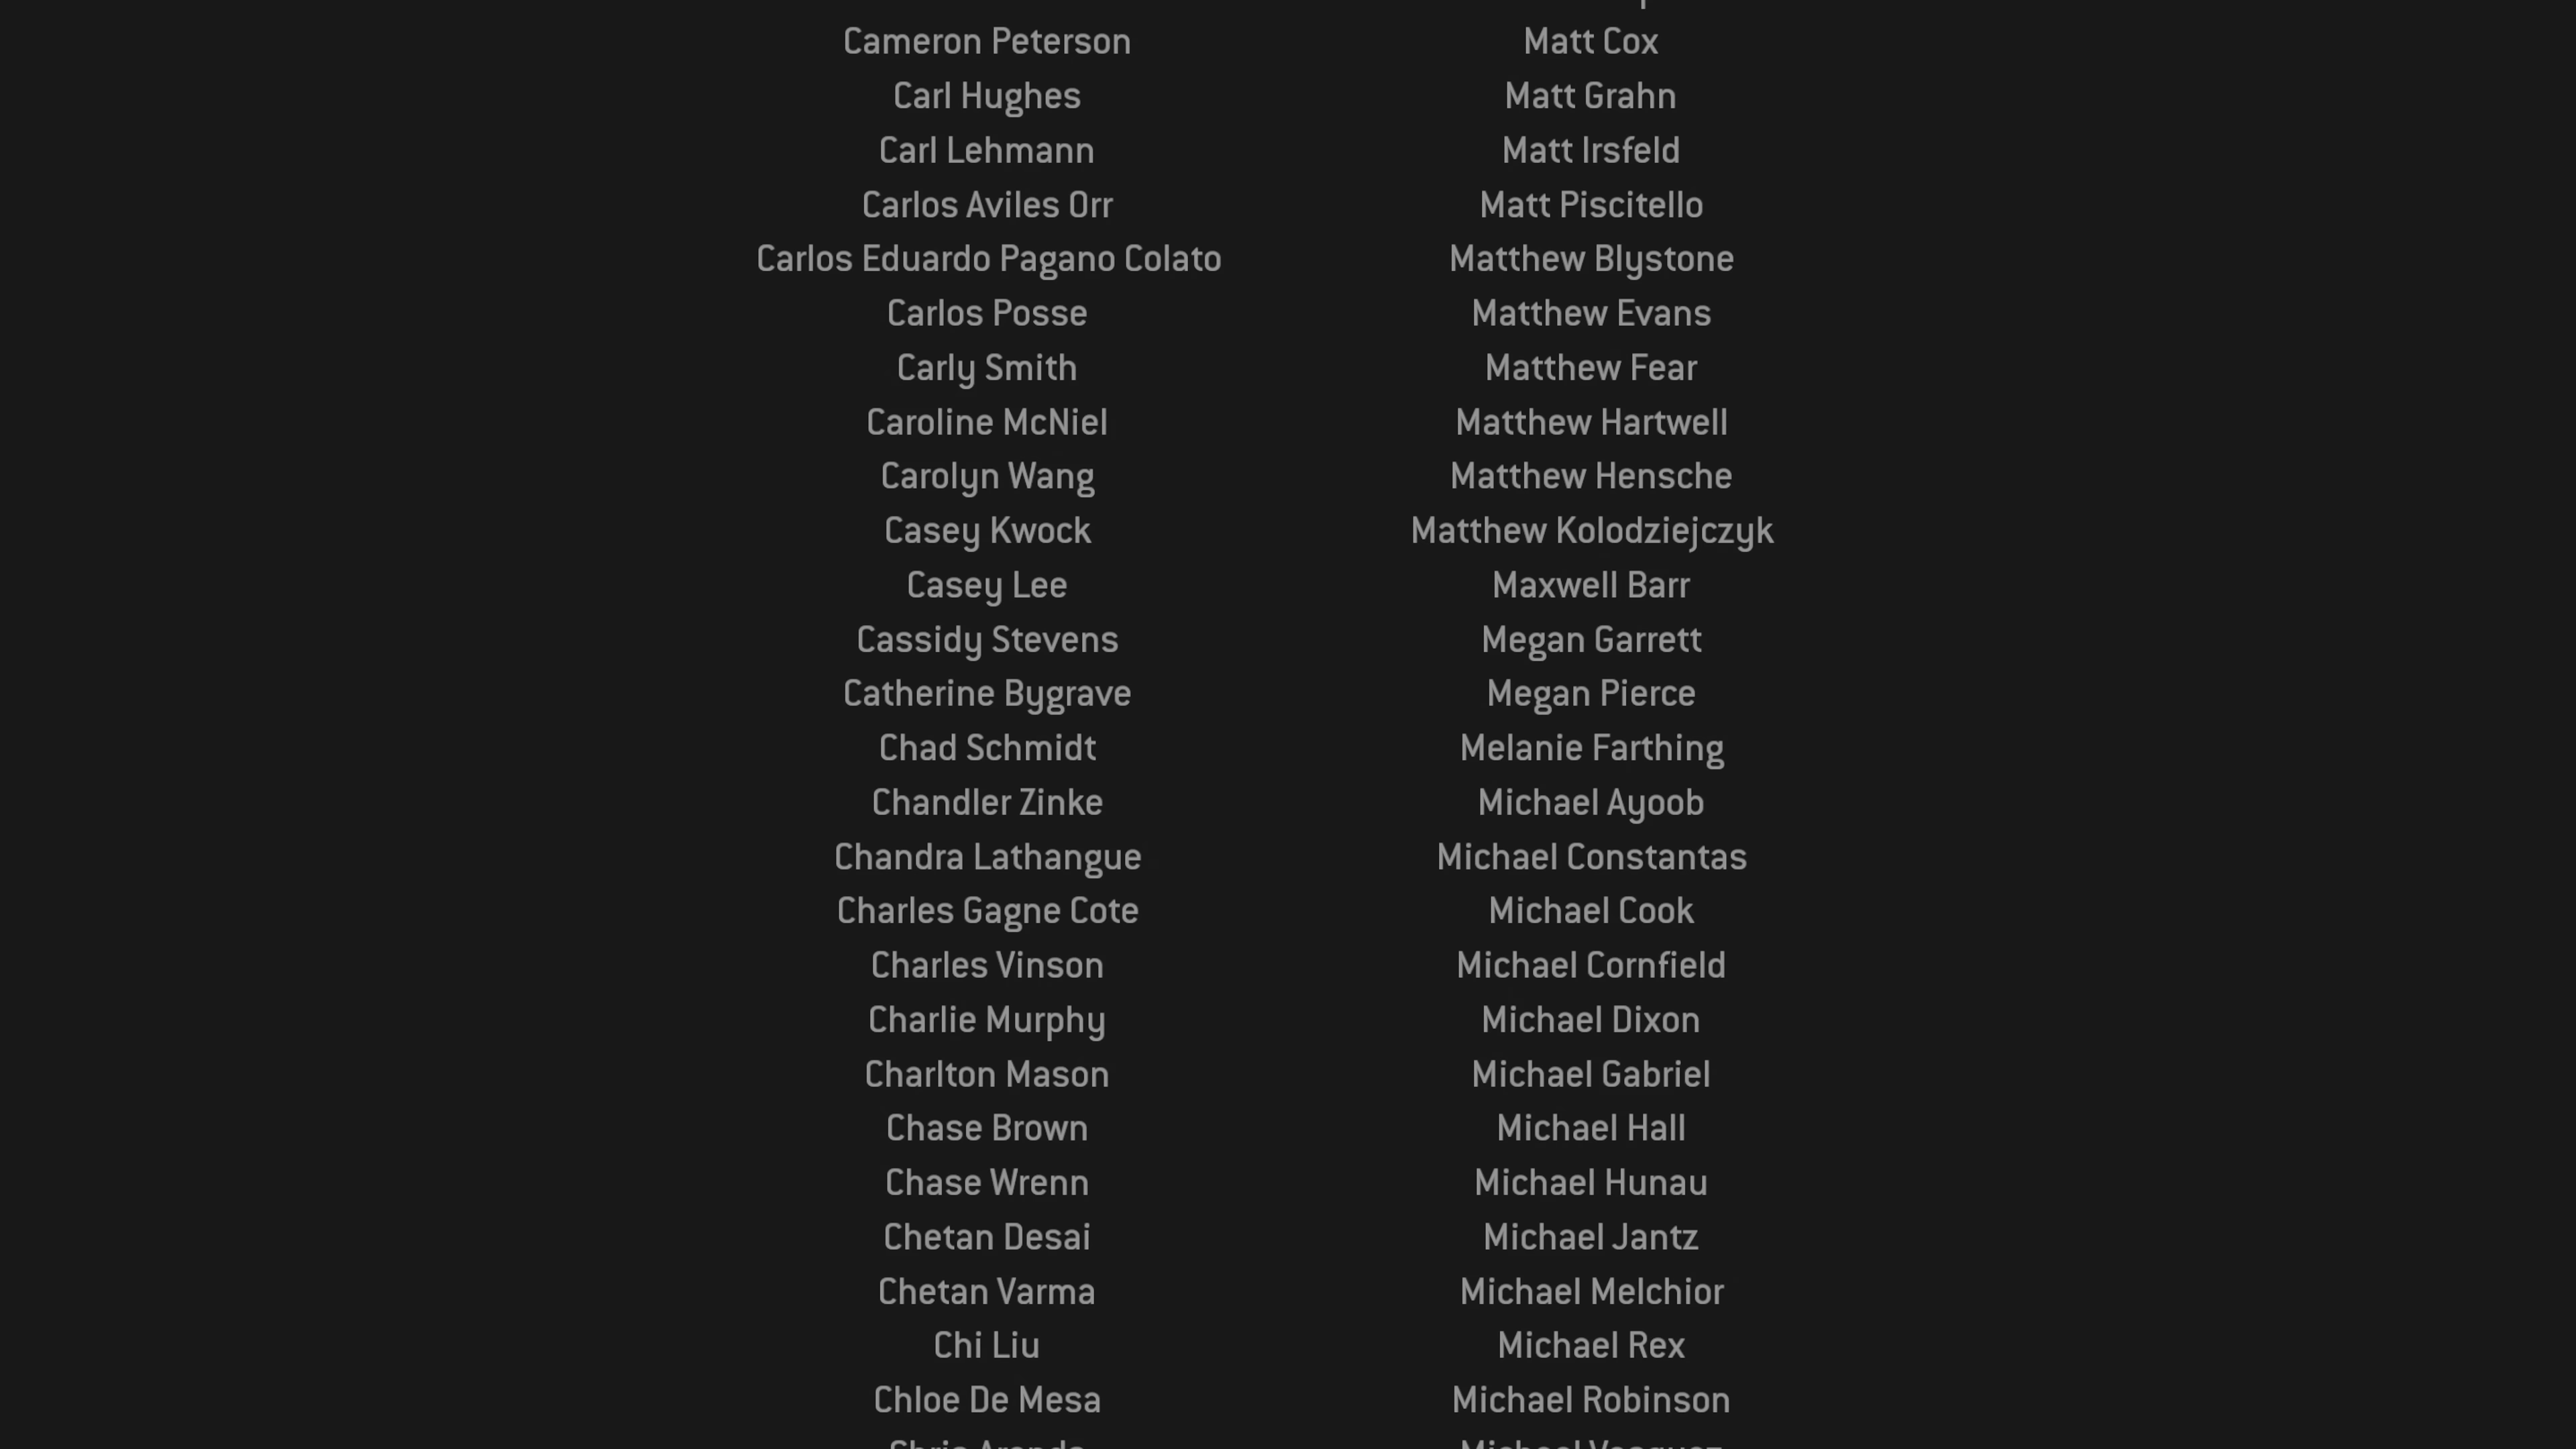 Cameron Peterson
Carl Hughes
Carl Lehmann
Carlos Aviles Orr
Carlos Eduardo Pagano Colato
Carlos Posse
Carly Smith
Caroline McNiel
Carolyn Wang
Casey Kwock
Casey Lee
Cassidy Stevens
Catherine Bygrave
Chad Schmidt
Chandler Zinke
Chandra Lathangue
Charles Gagne Cote
Charles Vinson
Charlie Murphy
Charlton Mason
Chase Brown
Chase Wrenn
Chetan Desai
Chetan Varma
Chi Liu
Chloe De Mesa
Matt Cox
Matt Grahn
Matt Irsfeld
Matt Piscitello
Matthew Blystone
Matthew Evans
Matthew Fear
Matthew Hartwell
Matthew Hensche
Matthew Kolodziejczyk
Maxwell Barr
Megan Garrett
Megan Pierce
Melanie Farthing
Michael Ayoob
Michael Constantas
Michael Cook
Michael Cornfield
Michael Dixon
Michael Gabriel
Michael Hall
Michael Hunau
Michael Jantz
Michael Melchior
Michael Rex
Michael Robinson